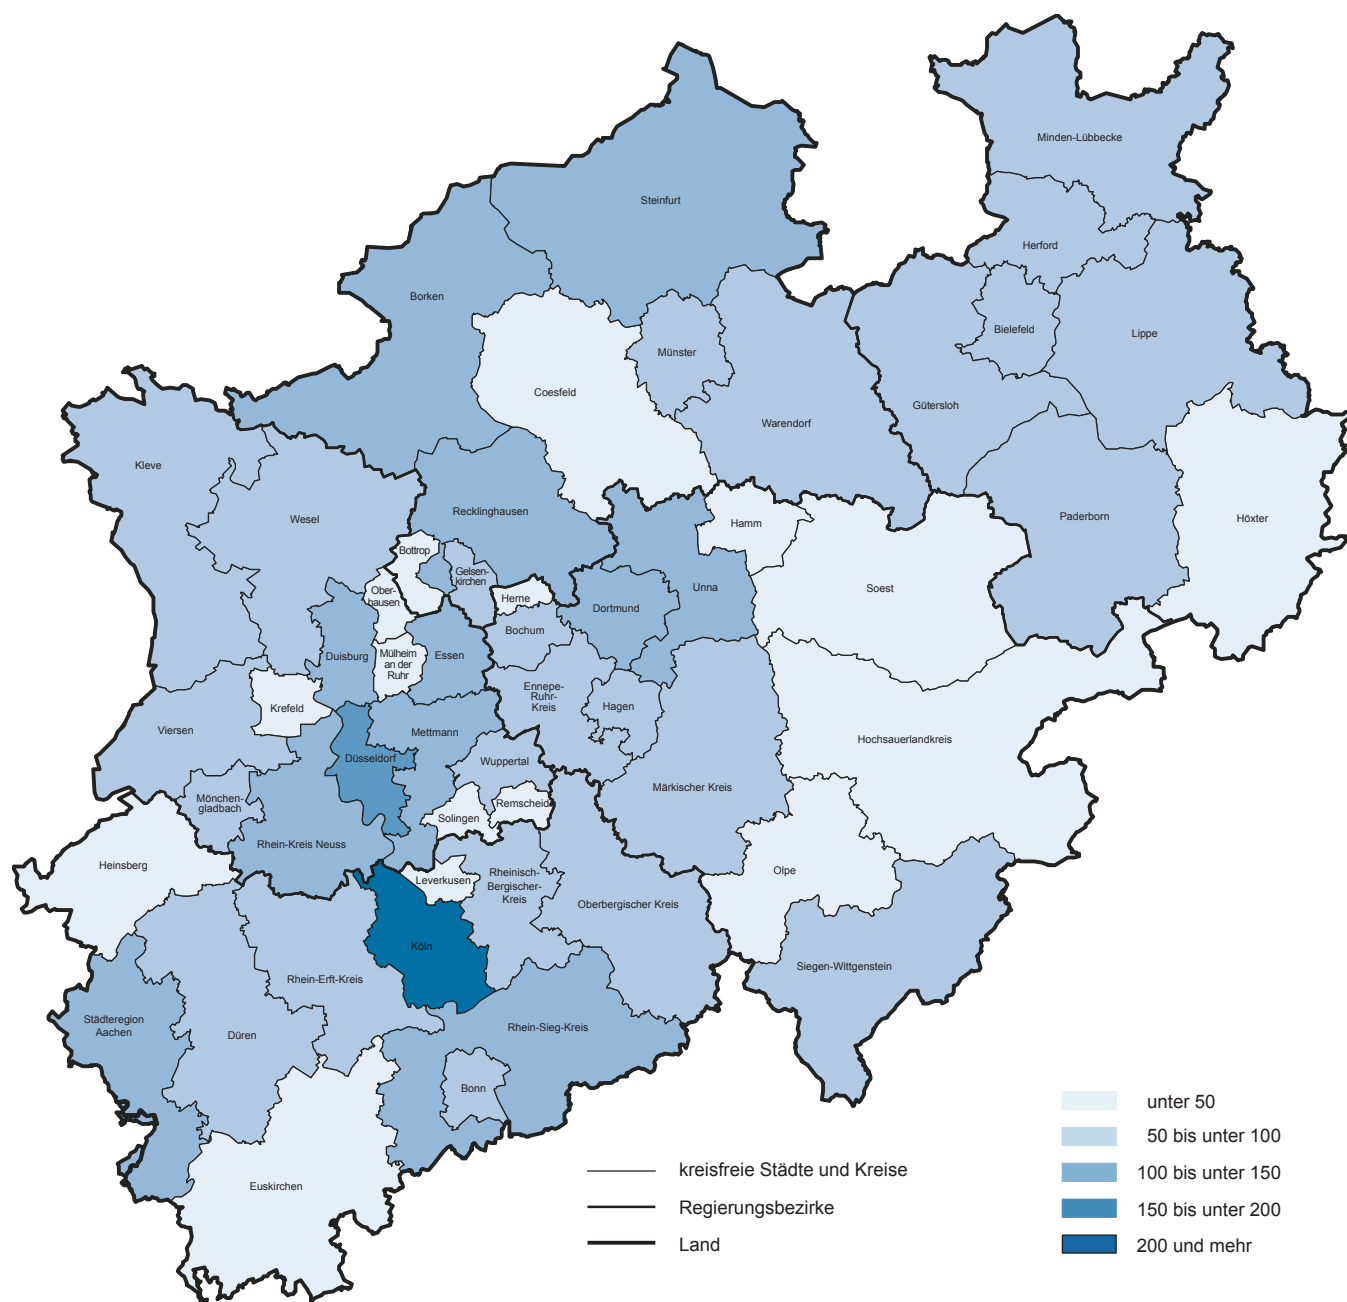 Minden-Lübbecke
Steinfurt
Herford
Borken
Bielefeld
Lippe
Münster
Coesfeld
Gütersloh
Warendorf
Kleve
Recklinghausen
Wesel
Hamm
Paderborn
Höxter
Bottrop
Gelsen-
kirchen
Ober-
hausen
Herne
Dortmund
Unna
Soest
Bochum
Duisburg
Mülheim
an der
Ruhr
Essen
Ennepe-
Ruhr-
Kreis
Hagen
Krefeld
Viersen
Mettmann
Hochsauerlandkreis
Düsseldorf
Wuppertal
Märkischer Kreis
Mönchen-
gladbach
Remscheid
Solingen
Rhein-Kreis Neuss
Heinsberg
Leverkusen
Rheinisch-
Bergischer-
Kreis
Olpe
Oberbergischer Kreis
Köln
Siegen-Wittgenstein
Rhein-Erft-Kreis
Städteregion
Aachen
Düren
Rhein-Sieg-Kreis
Bonn
Euskirchen
kreisfreie Städte und Kreise
Regierungsbezirke
Land
unter 50
50 bis unter 100
100 bis unter 150
150 bis unter 200
200 und mehr